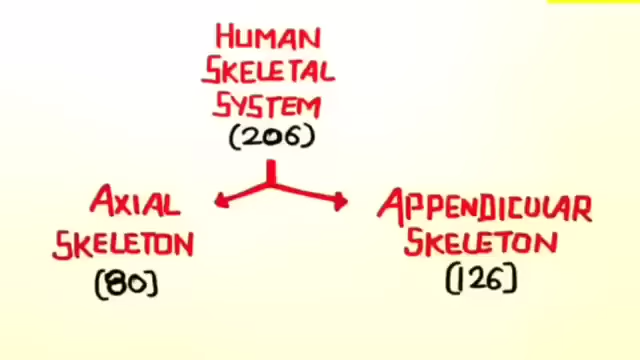 HUMAN
SKELETAL
SYSTEM
(206)
AXIAL
SKELETON
(80]
APPENDICULAR
SKELETON
(126]